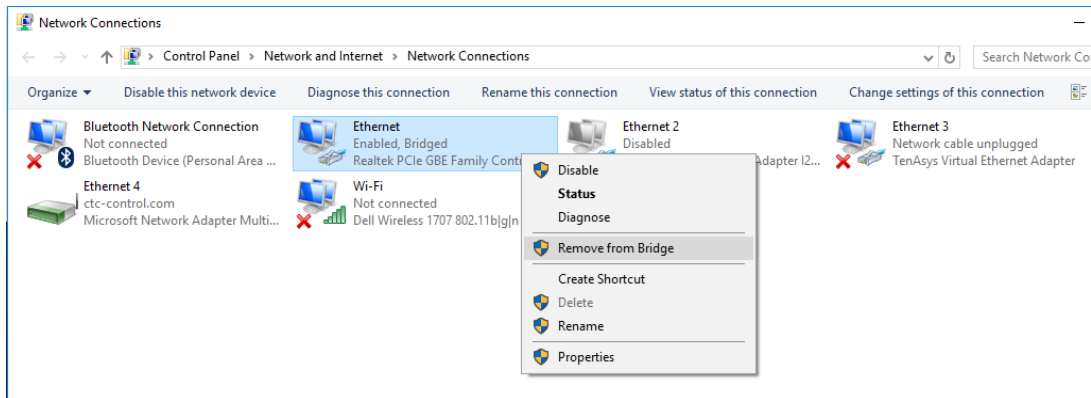 Network Connections
Control Panel > Network and Internet > Network Connections
Search Network Co
Organize
Disable this network device
Diagnose this connection
Rename this connection
View status of this connection
Change settings of this connection
Bluetooth Network Connection
Not connected
Bluetooth Device (Personal Area ...
Ethernet
Enabled, Bridged
Realtek PCIe GBE Family Contr
Ethernet 2
Disabled
Adapter I2...
Ethernet 3
Network cable unplugged
TenAsys Virtual Ethernet Adapter
Ethernet 4
ctc-control.com
Microsoft Network Adapter Multi...
Wi-Fi
Not connected
Dell Wireless 1707 802.11b|g|n
Disable
Status
Diagnose
Remove from Bridge
Create Shortcut
Delete
Rename
Properties